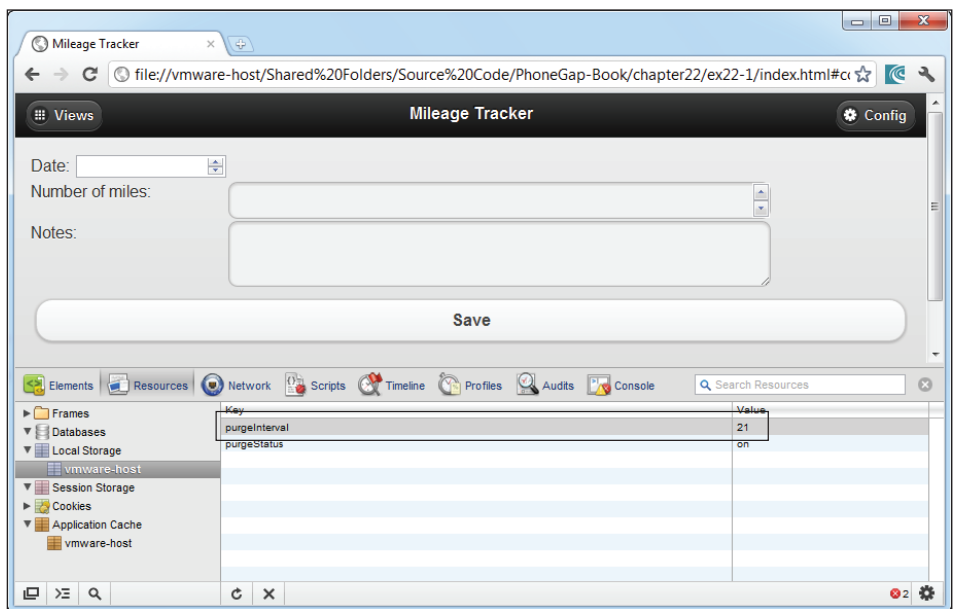 Mileage Tracker
file://vmware-host/Shared%20Folders/Source%20Code/PhoneGap-Book/chapter22/ex22-1/index.html#c
Views
Mileage Tracker
Config
Date:
Number of miles:
Notes:
Save
Elements Resources Network Scripts Timeline Profiles Audits Console Search Resources
Frames
Databases
Local Storage
vmware-host
Session Storage
Cookies
Application Cache
vmware-host
Key Value
purgeInterval 21
purgeStatus on
2